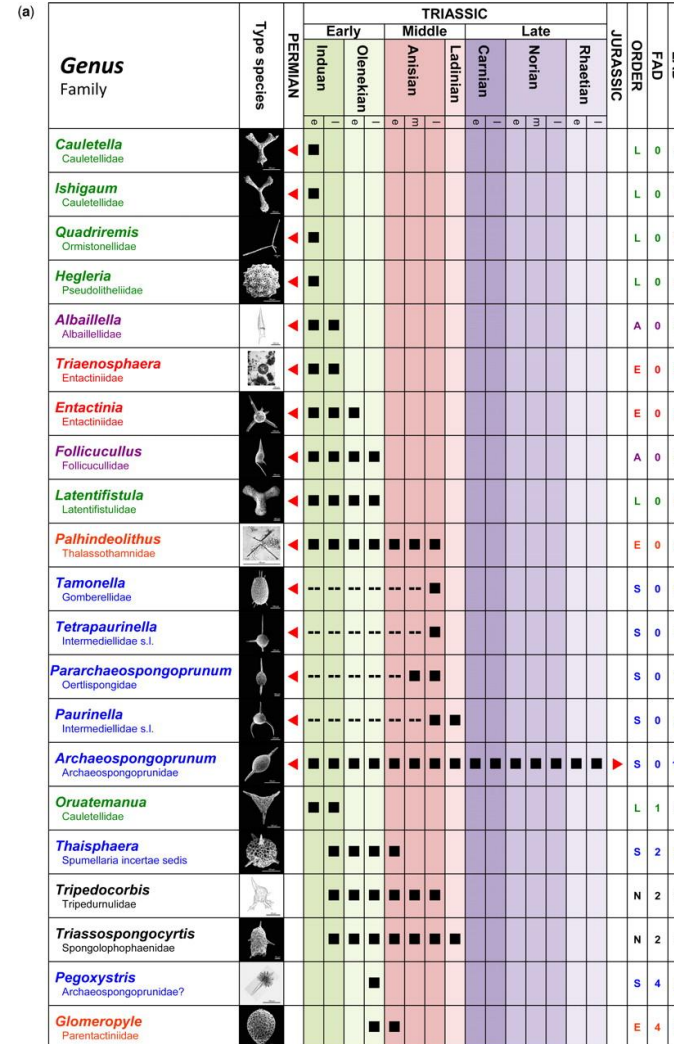 (a)
TRIASSIC
Early Middle Late
Genus
Family
Type species
PERMIAN
Induan
Olenekian
Anisian
Ladinian
Carnian
Norian
Rhaetian
JURASSIC
ORDER
FAD
e l e l e m l e l e m l e l
Cauletella L 0
Cauletellidae
Ishigaum L 0
Cauletellidae
Quadriremis L 0
Ormistonellidae
Hegleria L 0
Pseudolitheliidae
Albaillella A 0
Albaillellidae
Triaenosphaera E 0
Entactiniidae
Entactinia E 0
Entactiniidae
Follicucullus A 0
Follicucullidae
Latentifistula L 0
Latentifistulidae
Palhindeolithus E 0
Thalassothamnidae
Tamonella S 0
Gomberellidae
Tetrapaurinella S 0
Intermediellidae s.l.
Pararchaeospongoprunum S 0
Oertlispongidae
Paurinella S 0
Intermediellidae s.l.
Archaeospongoprunum S 0
Archaeospongoprunidae
Oruatemanua L 1
Cauletellidae
Thaisphaera S 2
Spumellaria incertae sedis
Tripedocorbis N 2
Tripedurnulidae
Triassospongocyrtis N 2
Spongolophophaenidae
Pegoxystris S 4
Archaeospongoprunidae?
Glomeropyle E 4
Parentactiniidae